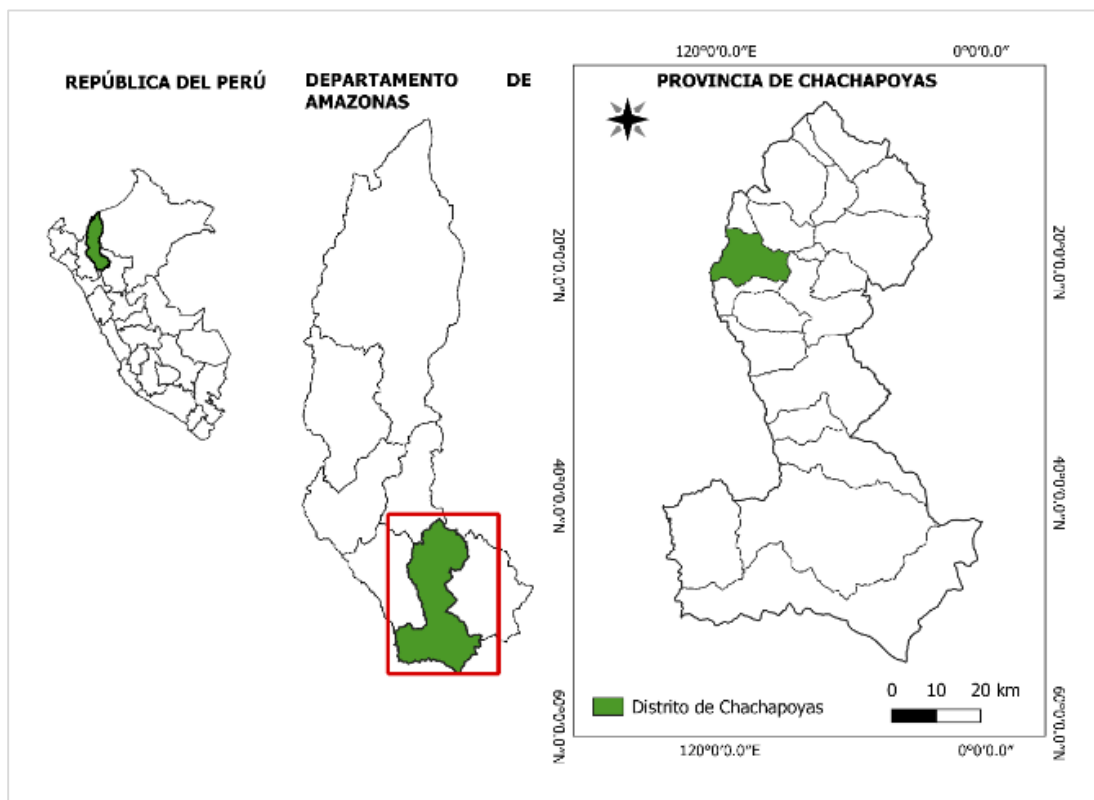 REPÚBLICA DEL PERÚ
DEPARTAMENTO DE
AMAZONAS
120°0'0.0"E 0°0'0.0"
PROVINCIA DE CHACHAPOYAS
20°0'0.0"N
20°0'0.0"N
40°0'0.0"N
40°0'0.0"N
60°0'0.0"N
60°0'0.0"N
0 10 20 km
Distrito de Chachapoyas
120°0'0.0"E 0°0'0.0"